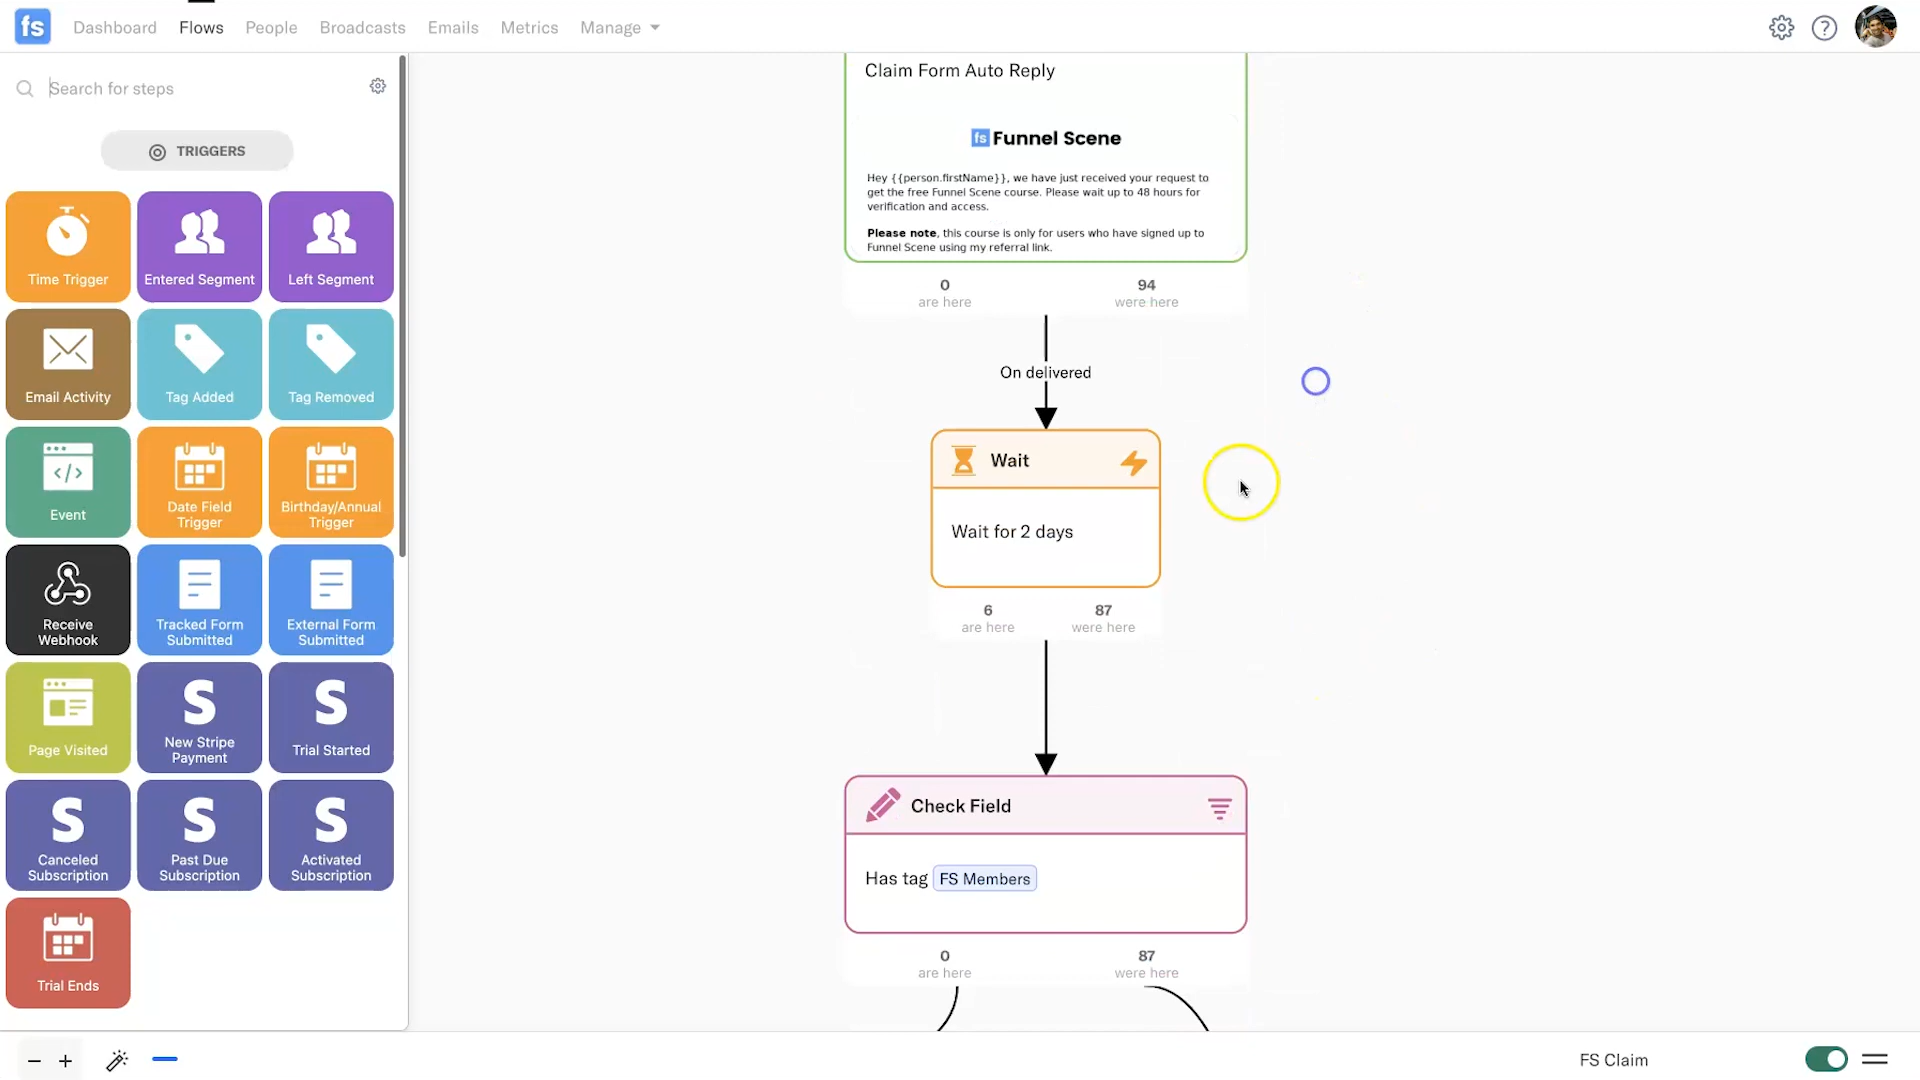 fs Dashboard Flows People Broadcasts Emails Metrics Manage
Search for steps
TRIGGERS
Time Trigger
Entered Segment
Left Segment
Email Activity
Tag Added
Tag Removed
Event
Date Field
Trigger
Birthday/Annual
Trigger
Receive
Webhook
Tracked Form
Submitted
External Form
Submitted
Page Visited
New Stripe
Payment
Trial Started
Canceled
Subscription
Past Due
Subscription
Activated
Subscription
Trial Ends
Claim Form Auto Reply
fs Funnel Scene
Hey {{person.firstName}}, we have just received your request to
get the free Funnel Scene course. Please wait up to 48 hours for
verification and access.
Please note, this course is only for users who have signed up to
Funnel Scene using my referral link.
0 94
are here were here
On delivered
Wait
Wait for 2 days
6 87
are here were here
Check Field
Has tag FS Members
0 87
are here were here
FS Claim